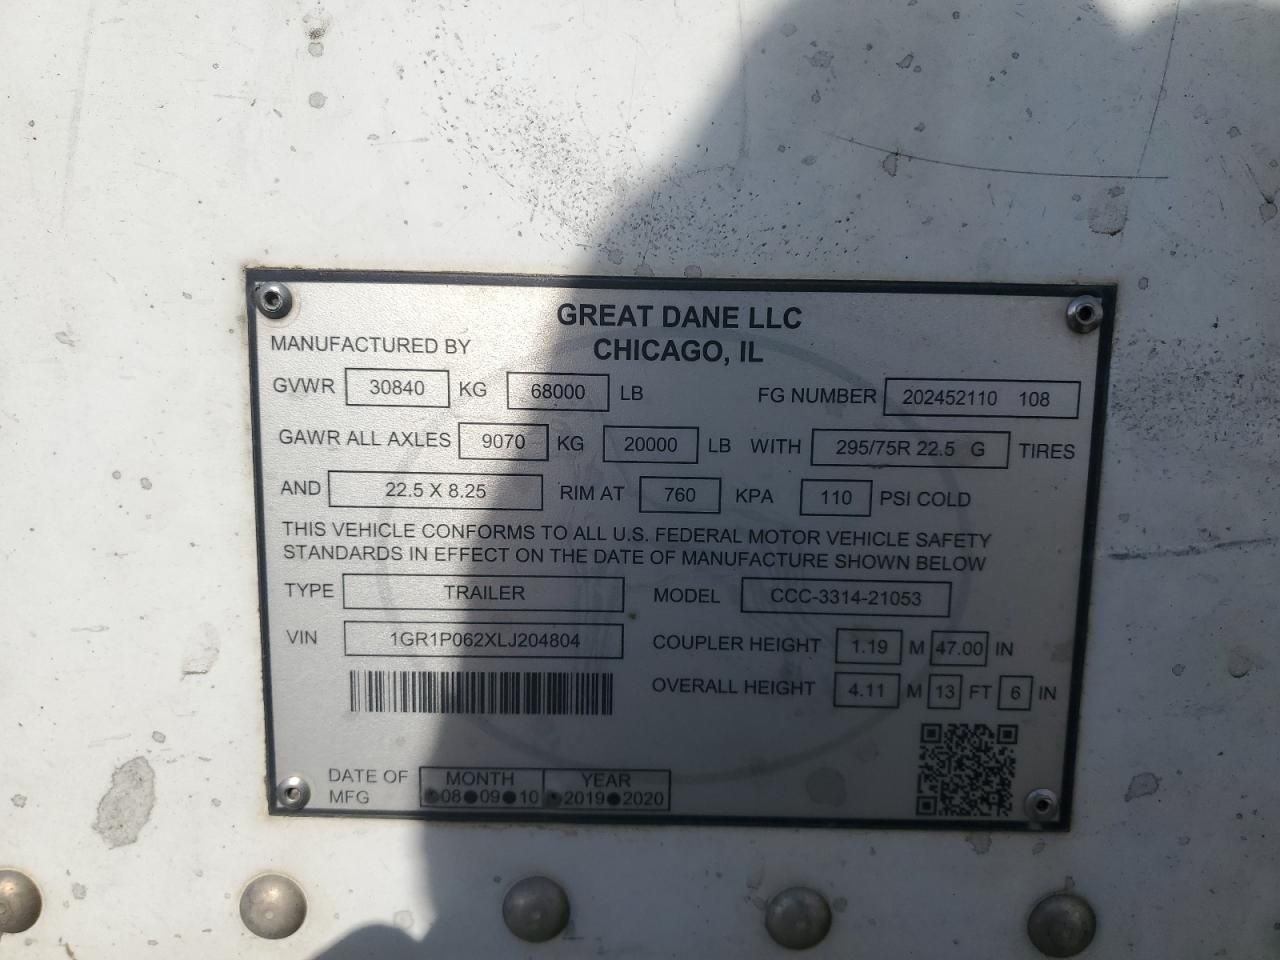 GREAT DANE LLC
MANUFACTURED BY CHICAGO, IL
GVWR 30840 KG 68000 LB FG NUMBER 202452110 108
GAWR ALL AXLES 9070 KG 20000 LB WITH 295/75R 22.5 G TIRES
AND 22.5 X 8.25 RIM AT 760 KPA 110 PSI COLD
THIS VEHICLE CONFORMS TO ALL U.S. FEDERAL MOTOR VEHICLE SAFETY
STANDARDS IN EFFECT ON THE DATE OF MANUFACTURE SHOWN BELOW
TYPE TRAILER MODEL CCC-3314-21053
VIN 1GR1P062XLJ204804 COUPLER HEIGHT 1.19 M 47.00 IN
OVERALL HEIGHT 4.11 M 13 FT 6 IN
DATE OF MFG MONTH YEAR
●08●09●10 ●2019●2020